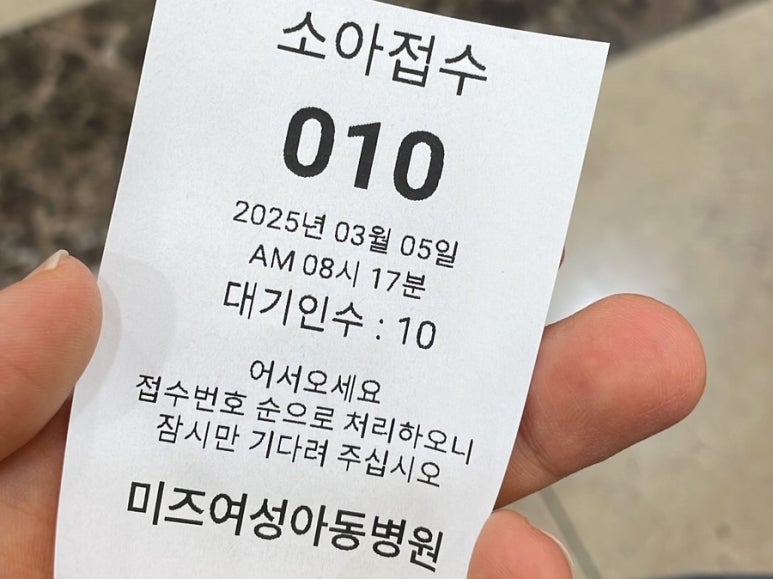 소아접수
010
2025년 03월 05일
AM 08시 17분
대기인수 : 10
어서오세요
접수번호 순으로 처리하오니
잠시만 기다려 주십시오
미즈여성아동병원